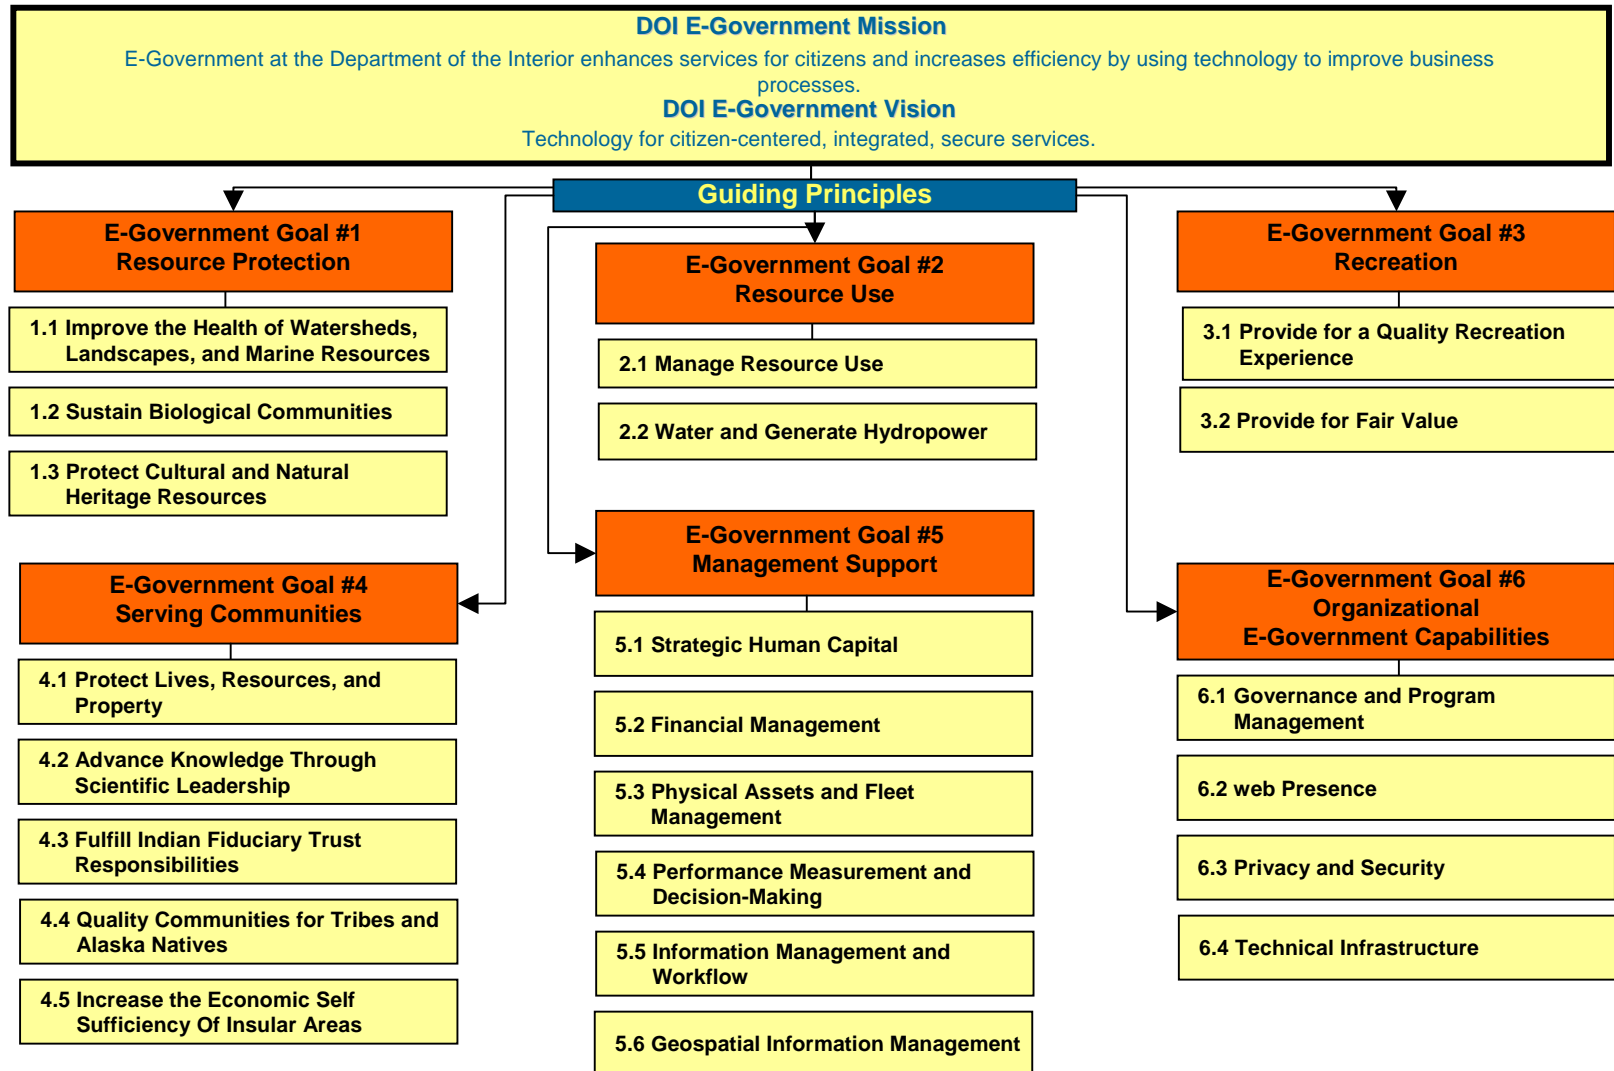 DOI E-Government Mission
E-Government at the Department of the Interior enhances services for citizens and increases efficiency by using technology to improve business
processes.
DOI E-Government Vision
Technology for citizen-centered, integrated, secure services.
Guiding Principles
E-Government Goal #1
Resource Protection
1.1 Improve the Health of Watersheds,
Landscapes, and Marine Resources
1.2 Sustain Biological Communities
1.3 Protect Cultural and Natural
Heritage Resources
E-Government Goal #2
Resource Use
2.1 Manage Resource Use
2.2 Water and Generate Hydropower
E-Government Goal #3
Recreation
3.1 Provide for a Quality Recreation
Experience
3.2 Provide for Fair Value
E-Government Goal #4
Serving Communities
4.1 Protect Lives, Resources, and
Property
4.2 Advance Knowledge Through
Scientific Leadership
4.3 Fulfill Indian Fiduciary Trust
Responsibilities
4.4 Quality Communities for Tribes and
Alaska Natives
4.5 Increase the Economic Self
Sufficiency Of Insular Areas
E-Government Goal #5
Management Support
5.1 Strategic Human Capital
5.2 Financial Management
5.3 Physical Assets and Fleet
Management
5.4 Performance Measurement and
Decision-Making
5.5 Information Management and
Workflow
5.6 Geospatial Information Management
E-Government Goal #6
Organizational
E-Government Capabilities
6.1 Governance and Program
Management
6.2 web Presence
6.3 Privacy and Security
6.4 Technical Infrastructure